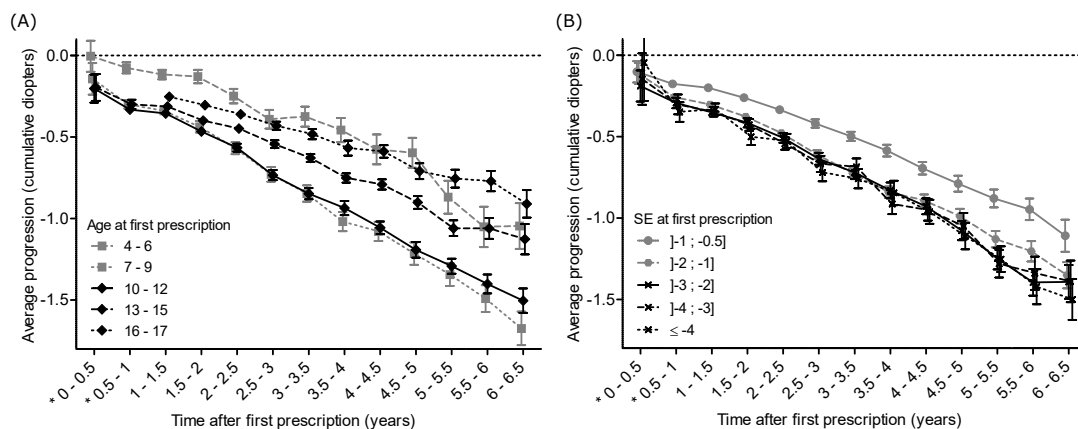 (A)
Average progression (cumulative diopters)
0.0
-0.5
-1.0
-1.5
Age at first prescription
4 - 6
7 - 9
10 - 12
13 - 15
16 - 17
* 0 - 0.5
* 0.5 - 1
1 - 1.5
1.5 - 2
2 - 2.5
2.5 - 3
3 - 3.5
3.5 - 4
4 - 4.5
4.5 - 5
5 - 5.5
5.5 - 6
6 - 6.5
Time after first prescription (years)
(B)
Average progression (cumulative diopters)
0.0
-0.5
-1.0
-1.5
SE at first prescription
]-1 ; -0.5]
]-2 ; -1]
]-3 ; -2]
]-4 ; -3]
≤ -4
* 0 - 0.5
* 0.5 - 1
1 - 1.5
1.5 - 2
2 - 2.5
2.5 - 3
3 - 3.5
3.5 - 4
4 - 4.5
4.5 - 5
5 - 5.5
5.5 - 6
6 - 6.5
Time after first prescription (years)